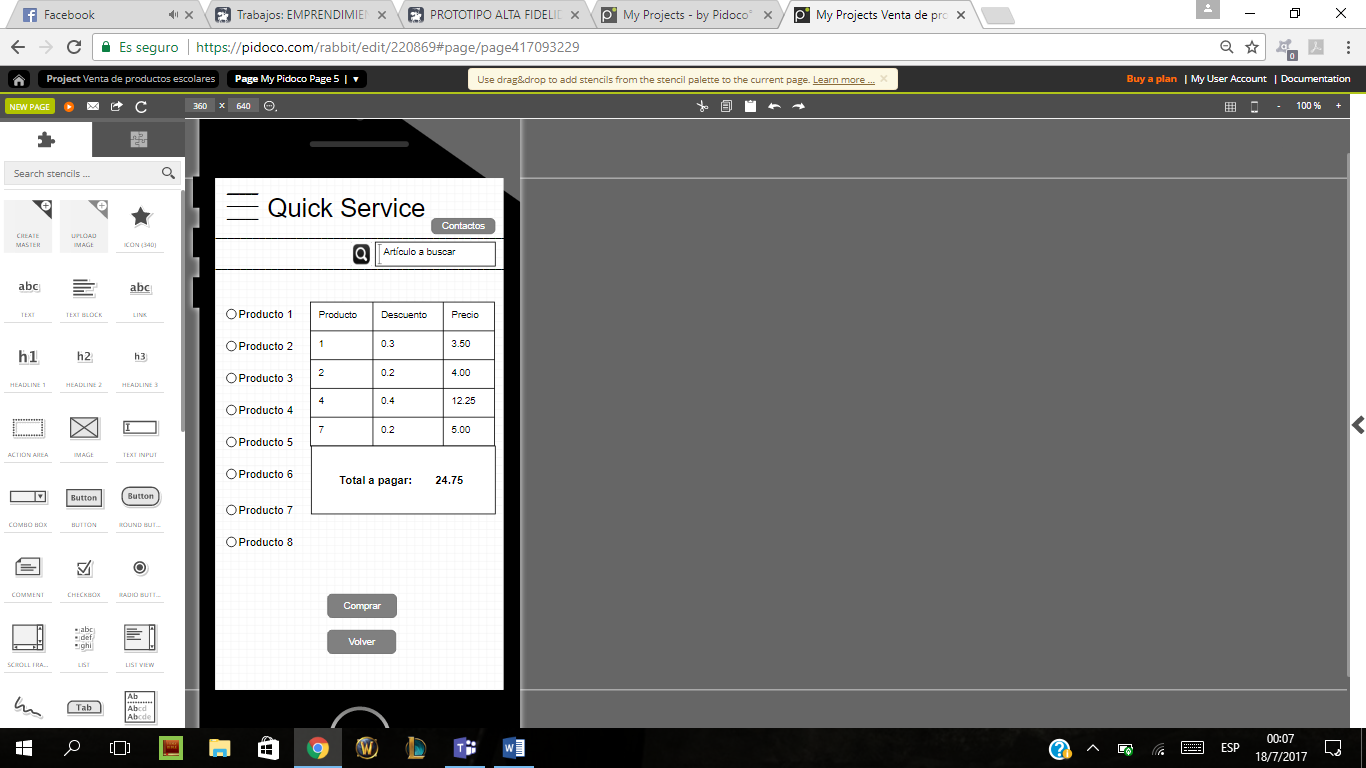 Facebook
Trabajos: EMPRENDIMIEN
PROTOTIPO ALTA FIDELID
My Projects - by Pidoco°
My Projects Venta de pro
Es seguro | https://pidoco.com/rabbit/edit/220869#page/page417093229
0
Project Venta de productos escolares
Page My Pidoco Page 5 | ▼
Use drag&drop to add stencils from the stencil palette to the current page. Learn more ... ×
Buy a plan | My User Account | Documentation
NEW PAGE
360 x 640
- 100 % +
Search stencils ...
CREATE MASTER
UPLOAD IMAGE
ICON (340)
abc
TEXT
TEXT BLOCK
abc
LINK
h1
HEADLINE 1
h2
HEADLINE 2
h3
HEADLINE 3
ACTION AREA
IMAGE
TEXT INPUT
COMBO BOX
Button
BUTTON
Button
ROUND BUT...
COMMENT
CHECKBOX
RADIO BUTT...
SCROLL TRA...
abc
def
ghi
LIST
LIST VIEW
Tab
Ab
Abcd
Abcde
Quick Service
Contactos
Artículo a buscar
Producto 1
Producto 2
Producto 3
Producto 4
Producto 5
Producto 6
Producto 7
Producto 8
Producto Descuento Precio
1 0.3 3.50
2 0.2 4.00
4 0.4 12.25
7 0.2 5.00
Total a pagar: 24.75
Comprar
Volver
ESP
00:07
18/7/2017